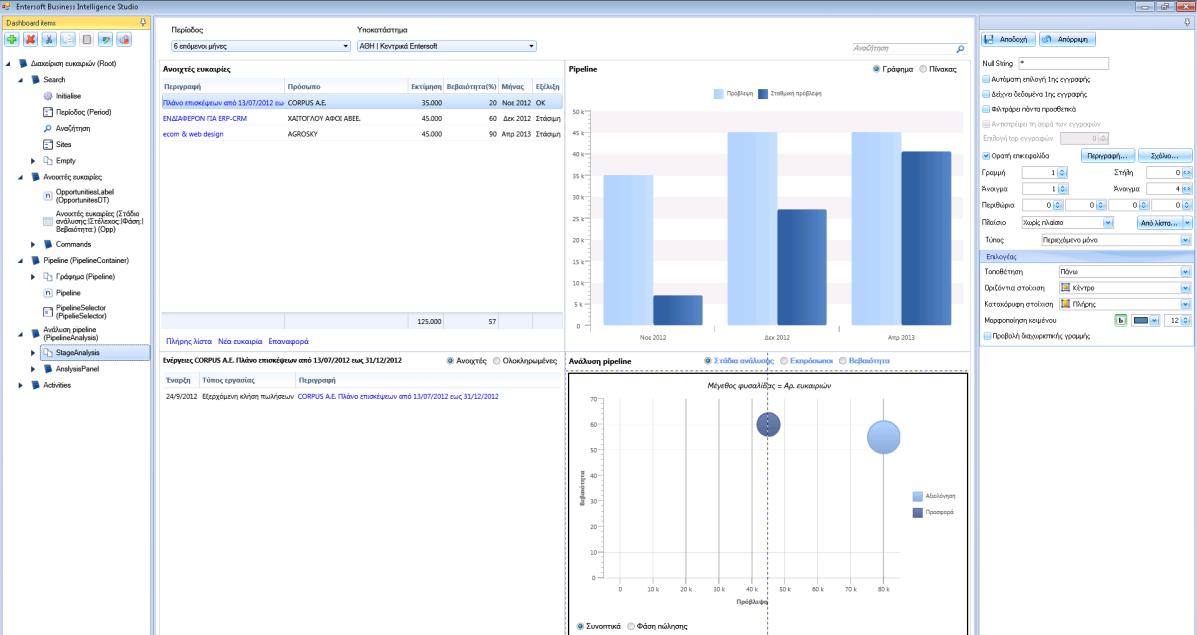 Entersoft Business Intelligence Studio
Dashboard items
Διαχείριση ευκαιριών (Root)
Search
Initialise
Περίοδος (Period)
Αναζήτηση
Sites
Empty
Ανοιχτές ευκαιρίες
OpportunitiesLabel
(OpportunitesDT)
Ανοιχτές ευκαιρίες (Στάδιο
ανάλυσης:|Στέλεχος:|Φάση:|
Βεβαιότητα:) (Opp)
Commands
Pipeline (PipelineContainer)
Γράφημα (Pipeline)
Pipeline
PipelineSelector
(PipelieSelector)
Ανάλυση pipeline
(PipelineAnalysis)
StageAnalysis
AnalysisPanel
Activities
Περίοδος Υποκατάστημα
6 επόμενοι μήνες ΑΘΗ | Κεντρικά Entersoft
Αναζήτηση
Ανοιχτές ευκαιρίες
Περιγραφή Πρόσωπο Εκτίμηση Βεβαιότητα(%) Μήνας Εξέλιξη
Πλάνο επισκέψεων από 13/07/2012 εω CORPUS A.E. 35.000 20 Νοε 2012 OK
ΕΝΔΙΑΦΕΡΟΝ ΓΙΑ ERP-CRM ΧΑΙΤΟΓΛΟΥ ΑΦΟΙ ΑΒΕΕ. 45.000 60 Δεκ 2012 Στάσιμη
ecom & web design AGROSKY 45.000 90 Απρ 2013 Στάσιμη
125.000 57
Πλήρης λίστα Νέα ευκαιρία Επαναφορά
Pipeline
Γράφημα Πίνακας
Πρόβλεψη Σταθμική πρόβλεψη
50 k
45 k
40 k
35 k
30 k
25 k
20 k
15 k
10 k
5 k
0
Νοε 2012 Δεκ 2012 Απρ 2013
Ενέργειες CORPUS A.E. Πλάνο επισκέψεων από 13/07/2012 εως 31/12/2012
Ανοιχτές Ολοκληρωμένες
Έναρξη Τύπος εργασίας Περιγραφή
24/9/2012 Εξερχόμενη κλήση πωλήσεων CORPUS A.E. Πλάνο επισκέψεων από 13/07/2012 εως 31/12/2012
Ανάλυση pipeline
Στάδια ανάλυσης Εκπρόσωποι Βεβαιότητα
Μέγεθος φυσαλίδας = Αρ. ευκαιριών
Βεβαιότητα
70
60
50
40
30
20
10
0
0 10 k 20 k 30 k 40 k 50 k 60 k 70 k 80 k
Πρόβλεψη
Αξιολόγηση
Προσφορά
Συνοπτικά Φάση πώλησης
Αποδοχή Απόρριψη
Null String *
Αυτόματη επιλογή 1ης εγγραφής
Δείχνει δεδομένα 1ης εγγραφής
Φιλτράρει πάντα προσθετικά
Αντιστρέφει τη σειρά των εγγραφών
Επιλογή top εγγραφών 0
Ορατή επικεφαλίδα Περιγραφή... Σχόλιο...
Γραμμή 1 Στήλη 0
Άνοιγμα 1 Άνοιγμα 4
Περιθώρια 0 0 0 0
Πλαίσιο Χωρίς πλαίσιο Από λίστα...
Τύπος Περιεχόμενο μόνο
Επιλογέας
Τοποθέτηση Πάνω
Οριζόντια στοίχιση Κέντρο
Κατακόρυφη στοίχιση Πλήρης
Μορφοποίηση κειμένου b 12
Προβολή διαχωριστικής γραμμής